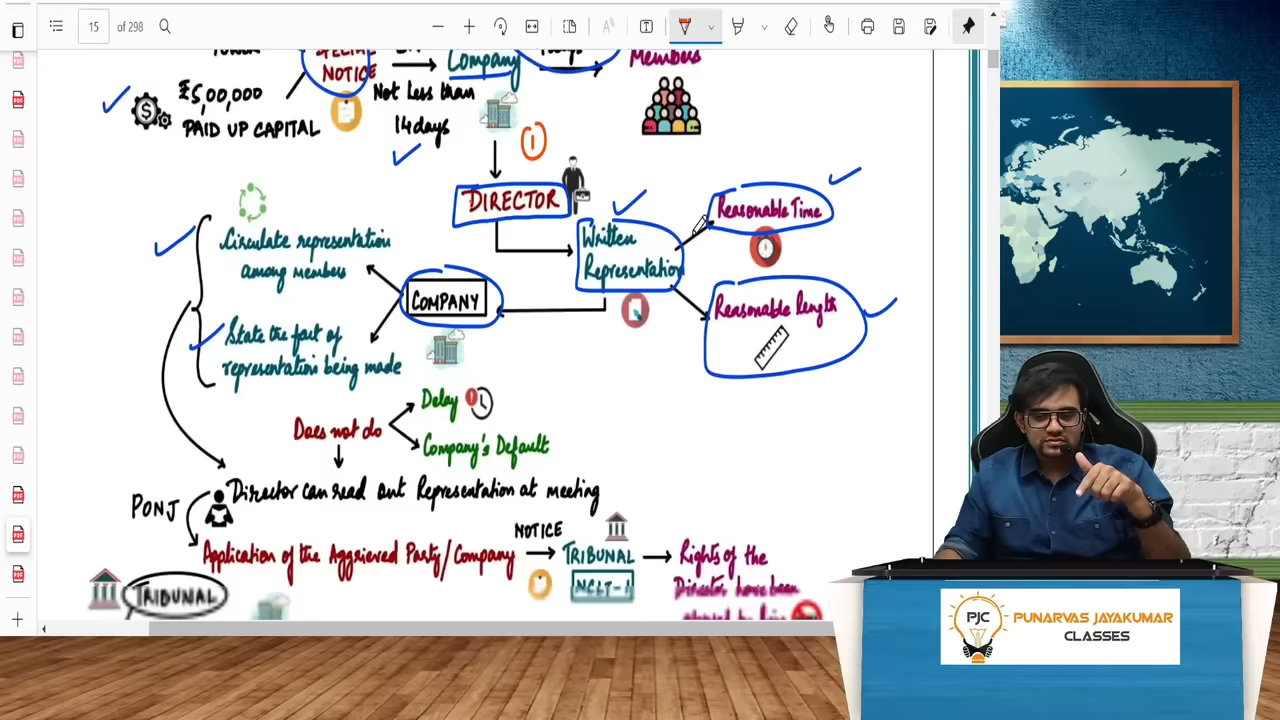 15 of 298
NOTICE
Company
Members
₹5,00,000
PAID UP CAPITAL
Not Less than
14 days
1
DIRECTOR
Written
Representation
Reasonable Time
Reasonable length
Circulate representation
among members
COMPANY
State the fact of
representation being made
Does not do
Delay
Company's Default
PONJ
Director can read out Representation at meeting
Application of the Aggrieved Party/Company
NOTICE
TRIBUNAL
NCLT-1
Rights of the
Director have been
TRIBUNAL
PJC
PUNARVAS JAYAKUMAR
CLASSES